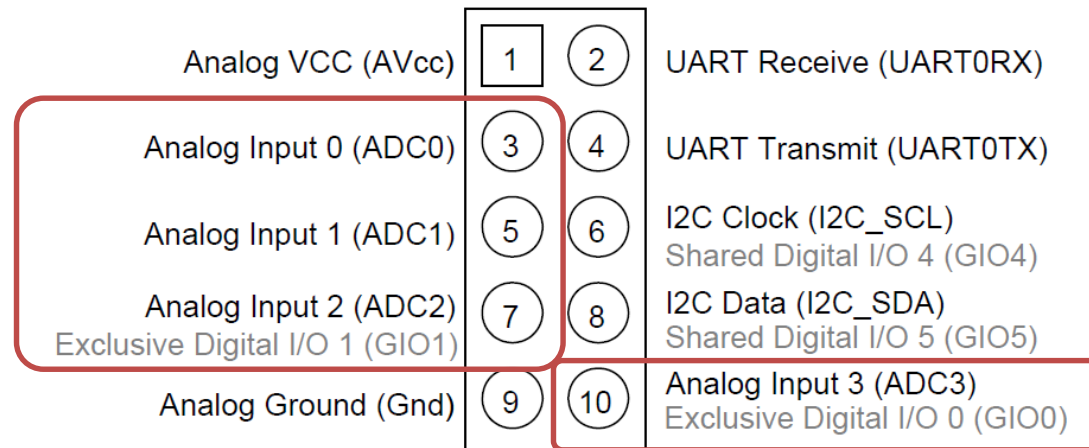 Analog VCC (AVcc) 1 2 UART Receive (UART0RX)
Analog Input 0 (ADC0) 3 4 UART Transmit (UART0TX)
Analog Input 1 (ADC1) 5 6 I2C Clock (I2C_SCL)
Shared Digital I/O 4 (GIO4)
Analog Input 2 (ADC2) 7 8 I2C Data (I2C_SDA)
Exclusive Digital I/O 1 (GIO1) Shared Digital I/O 5 (GIO5)
Analog Ground (Gnd) 9 10 Analog Input 3 (ADC3)
Exclusive Digital I/O 0 (GIO0)